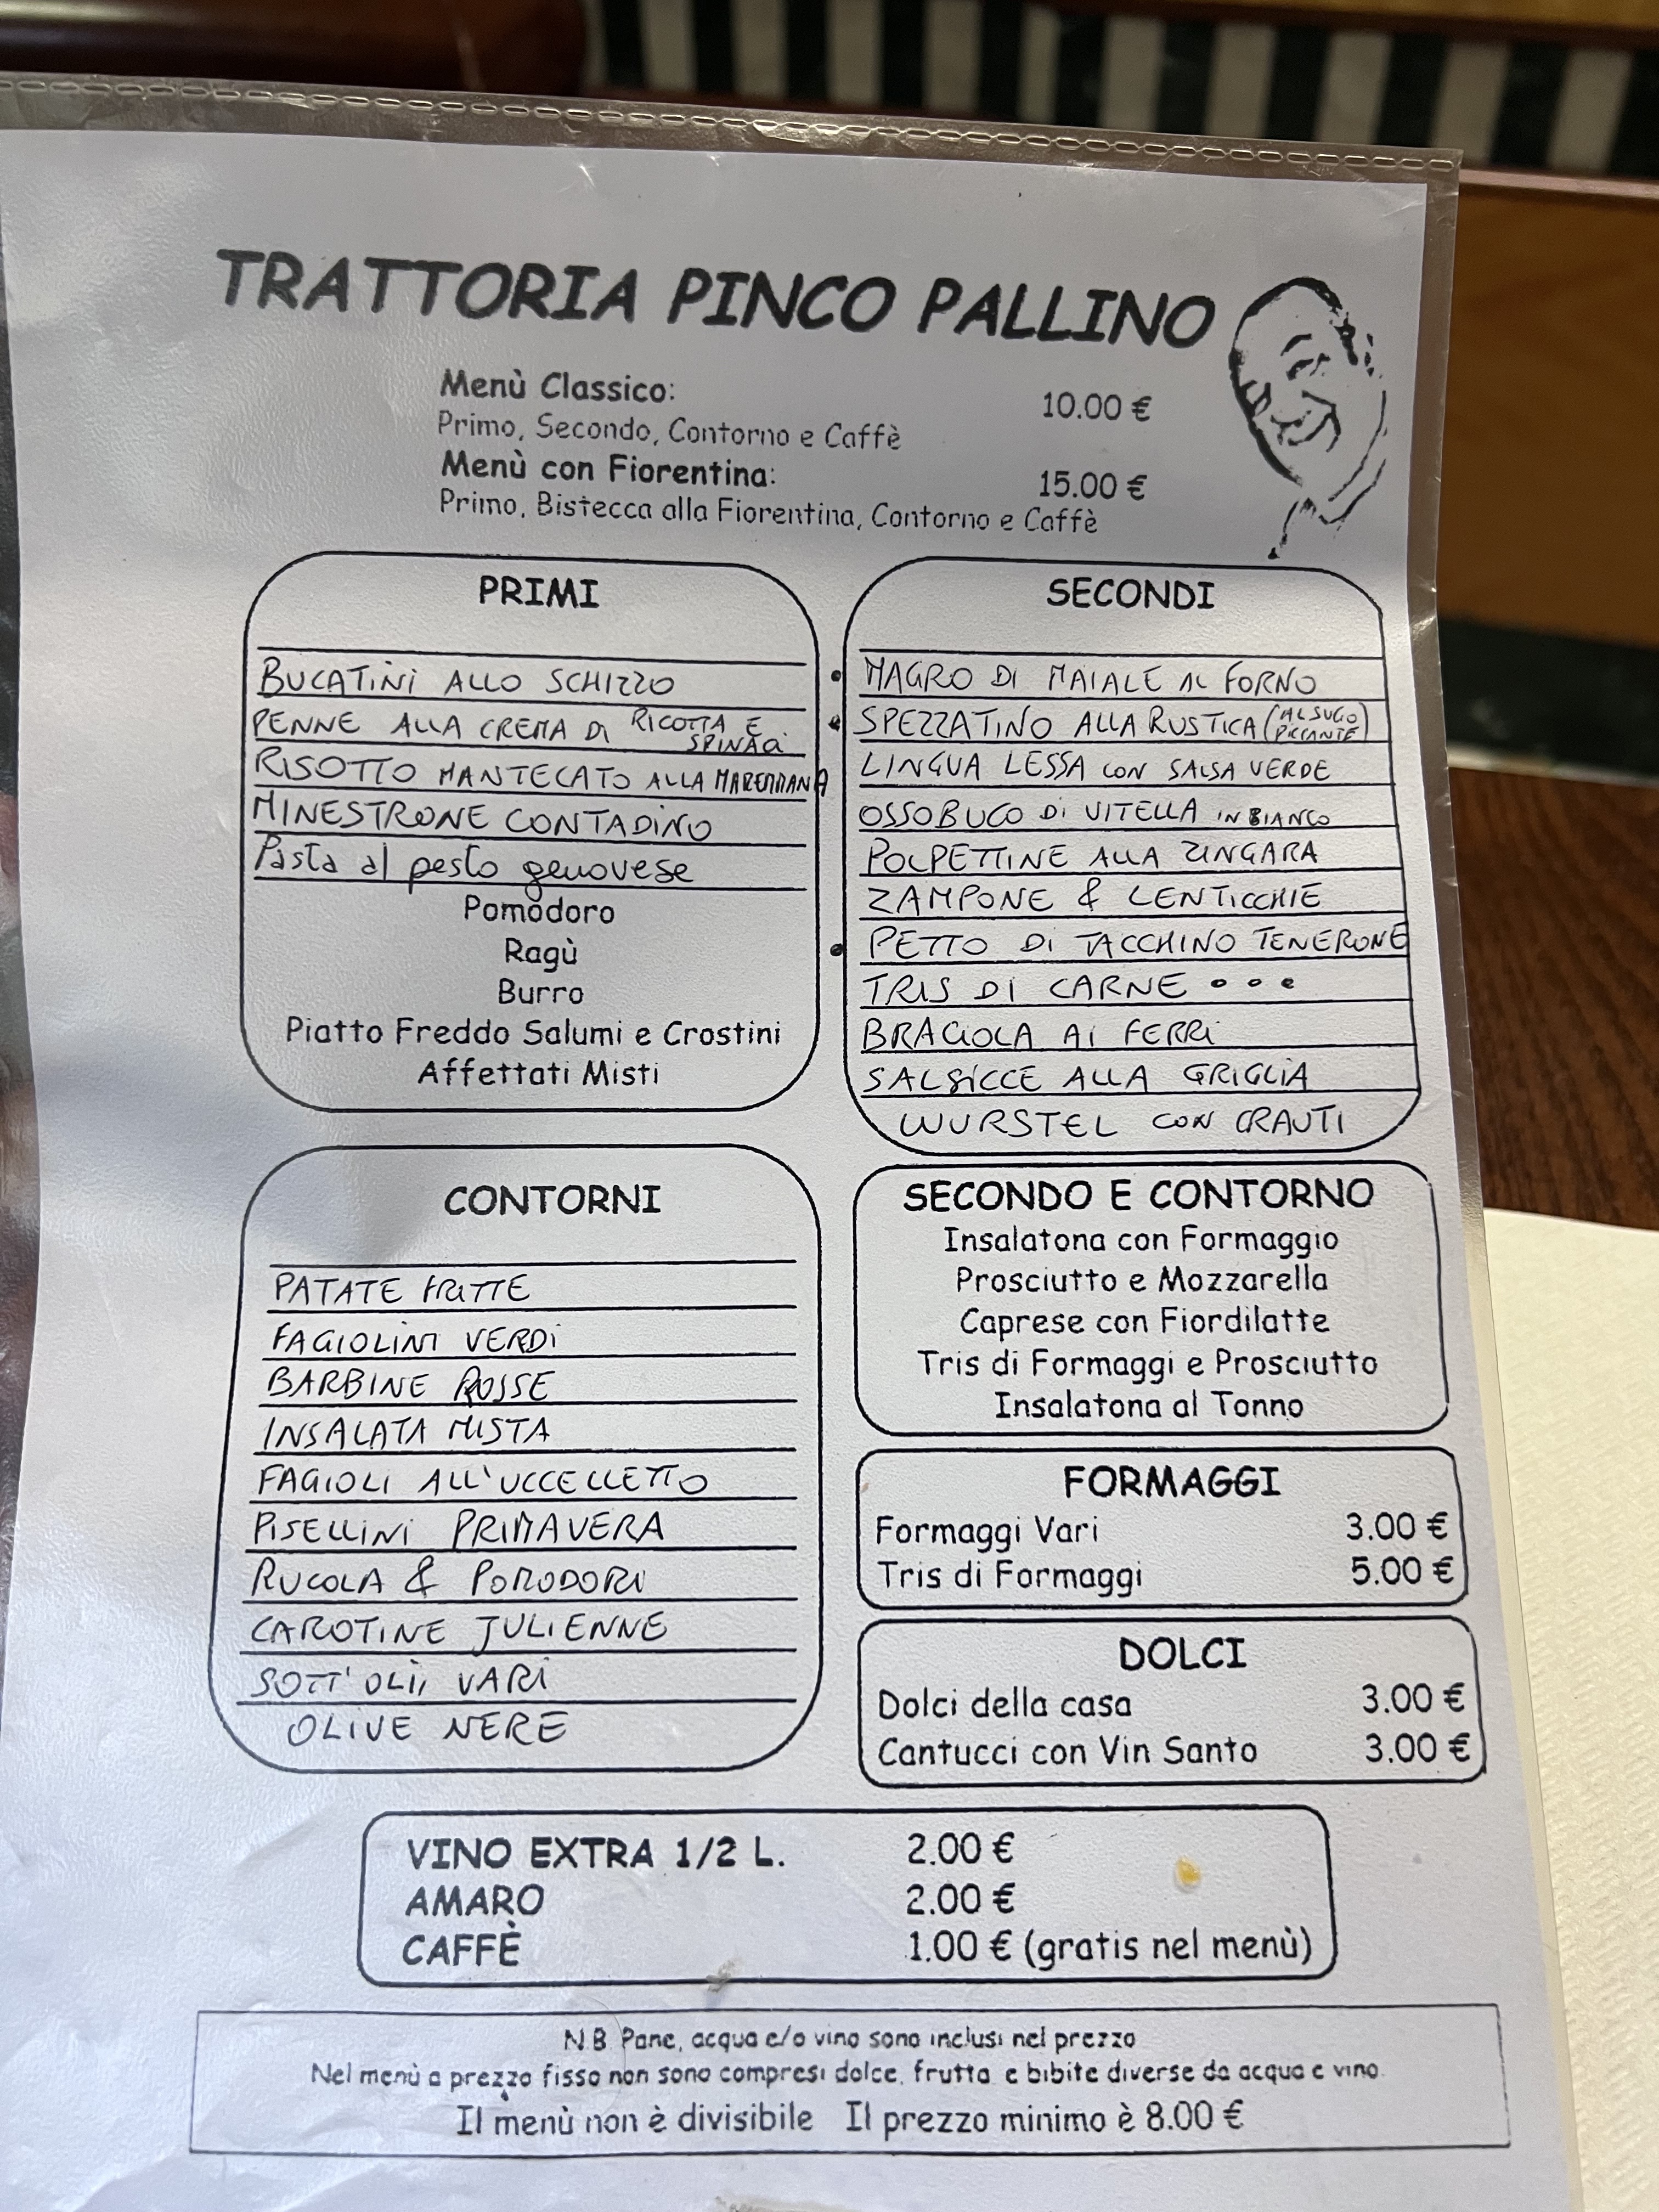 TRATTORIA PINCO PALLINO
Menù Classico: 10.00 €
Primo, Secondo, Contorno e Caffè
Menù con Fiorentina: 15.00 €
Primo, Bistecca alla Fiorentina, Contorno e Caffè
PRIMI
BUCATINI ALLO SCHIZZO
PENNE ALLA CREMA DI RICOTTA E SPINACI
RISOTTO MANTECATO ALLA MAREMMANA
MINESTRONE CONTADINO
Pasta al pesto genovese
Pomodoro
Ragù
Burro
Piatto Freddo Salumi e Crostini
Affettati Misti
SECONDI
• MAGRO DI MAIALE AL FORNO
• SPEZZATINO ALLA RUSTICA (AL SUGO PICCANTE)
LINGUA LESSA CON SALSA VERDE
OSSOBUCO DI VITELLA IN BIANCO
POLPETTINE ALLA ZINGARA
ZAMPONE & LENTICCHIE
• PETTO DI TACCHINO TENERONE
TRIS DI CARNE • • •
BRACIOLA AI FERRI
SALSICCE ALLA GRIGLIA
WURSTEL CON CRAUTI
CONTORNI
PATATE FRITTE
FAGIOLINI VERDI
BARBINE ROSSE
INSALATA MISTA
FAGIOLI ALL'UCCELLETTO
PISELLINI PRIMAVERA
RUCOLA & POMODORI
CAROTINE JULIENNE
SOTT'OLII VARI
OLIVE NERE
SECONDO E CONTORNO
Insalatona con Formaggio
Prosciutto e Mozzarella
Caprese con Fiordilatte
Tris di Formaggi e Prosciutto
Insalatona al Tonno
FORMAGGI
Formaggi Vari 3.00 €
Tris di Formaggi 5.00 €
DOLCI
Dolci della casa 3.00 €
Cantucci con Vin Santo 3.00 €
VINO EXTRA 1/2 L. 2.00 €
AMARO 2.00 €
CAFFÈ 1.00 € (gratis nel menù)
N.B. Pane, acqua e/o vino sono inclusi nel prezzo
Nel menù a prezzo fisso non sono compresi dolce, frutta e bibite diverse da acqua e vino.
Il menù non è divisibile Il prezzo minimo è 8.00 €